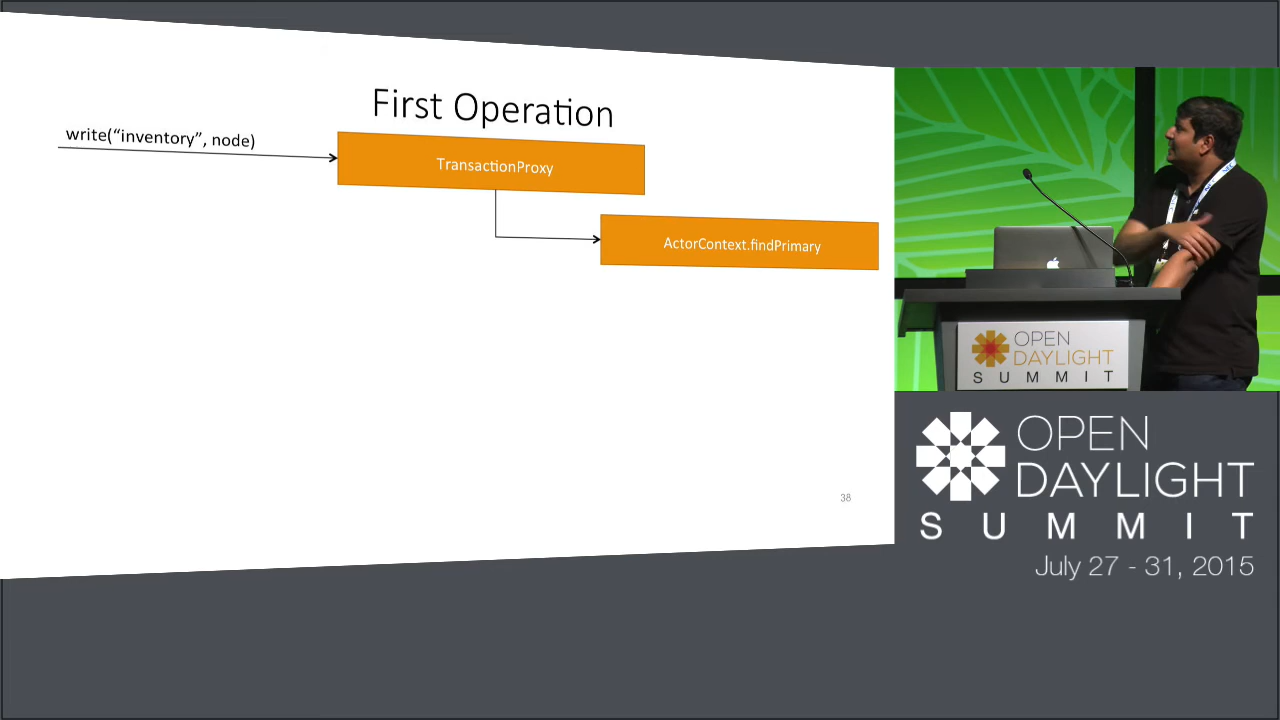 First Operation
write(“inventory”, node)
TransactionProxy
ActorContext.findPrimary
38
OPEN
DAYLIGHT
SUMMIT
OPEN
DAYLIGHT
SUMMIT
July 27 - 31, 2015